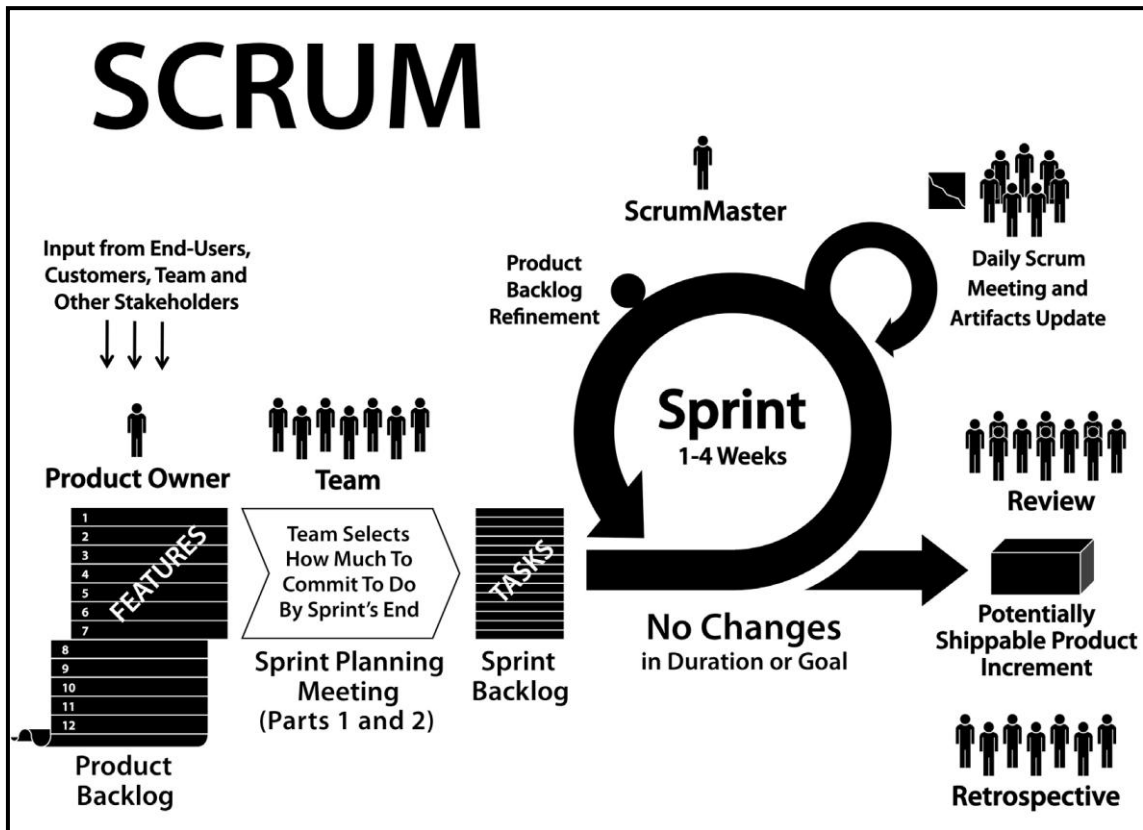 SCRUM
Input from End-Users,
Customers, Team and
Other Stakeholders
Product Owner
Team
1
2
3
4
5
6
7
FEATURES
8
9
10
11
12
Product
Backlog
Team Selects
How Much To
Commit To Do
By Sprint's End
Sprint Planning
Meeting
(Parts 1 and 2)
TASKS
Sprint
Backlog
ScrumMaster
Product
Backlog
Refinement
Sprint
1-4 Weeks
No Changes
in Duration or Goal
Daily Scrum
Meeting and
Artifacts Update
Review
Potentially
Shippable Product
Increment
Retrospective